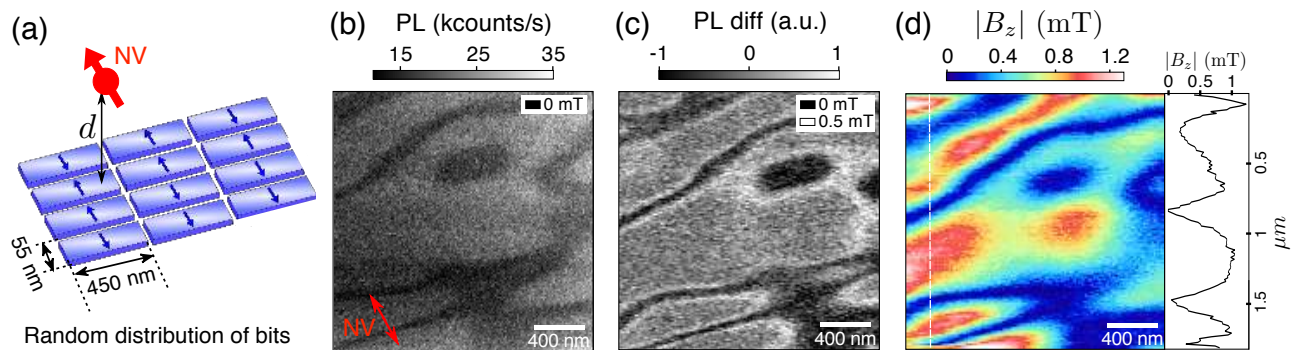 (a)
NV
d
55 nm
450 nm
Random distribution of bits
(b)
PL (kcounts/s)
15 25 35
0 mT
NV
400 nm
(c)
PL diff (a.u.)
-1 0 1
0 mT
0.5 mT
400 nm
(d)
|B_z| (mT)
0 0.4 0.8 1.2
400 nm
|B_z| (mT)
0 0.5 1
0.5
1
1.5
μm